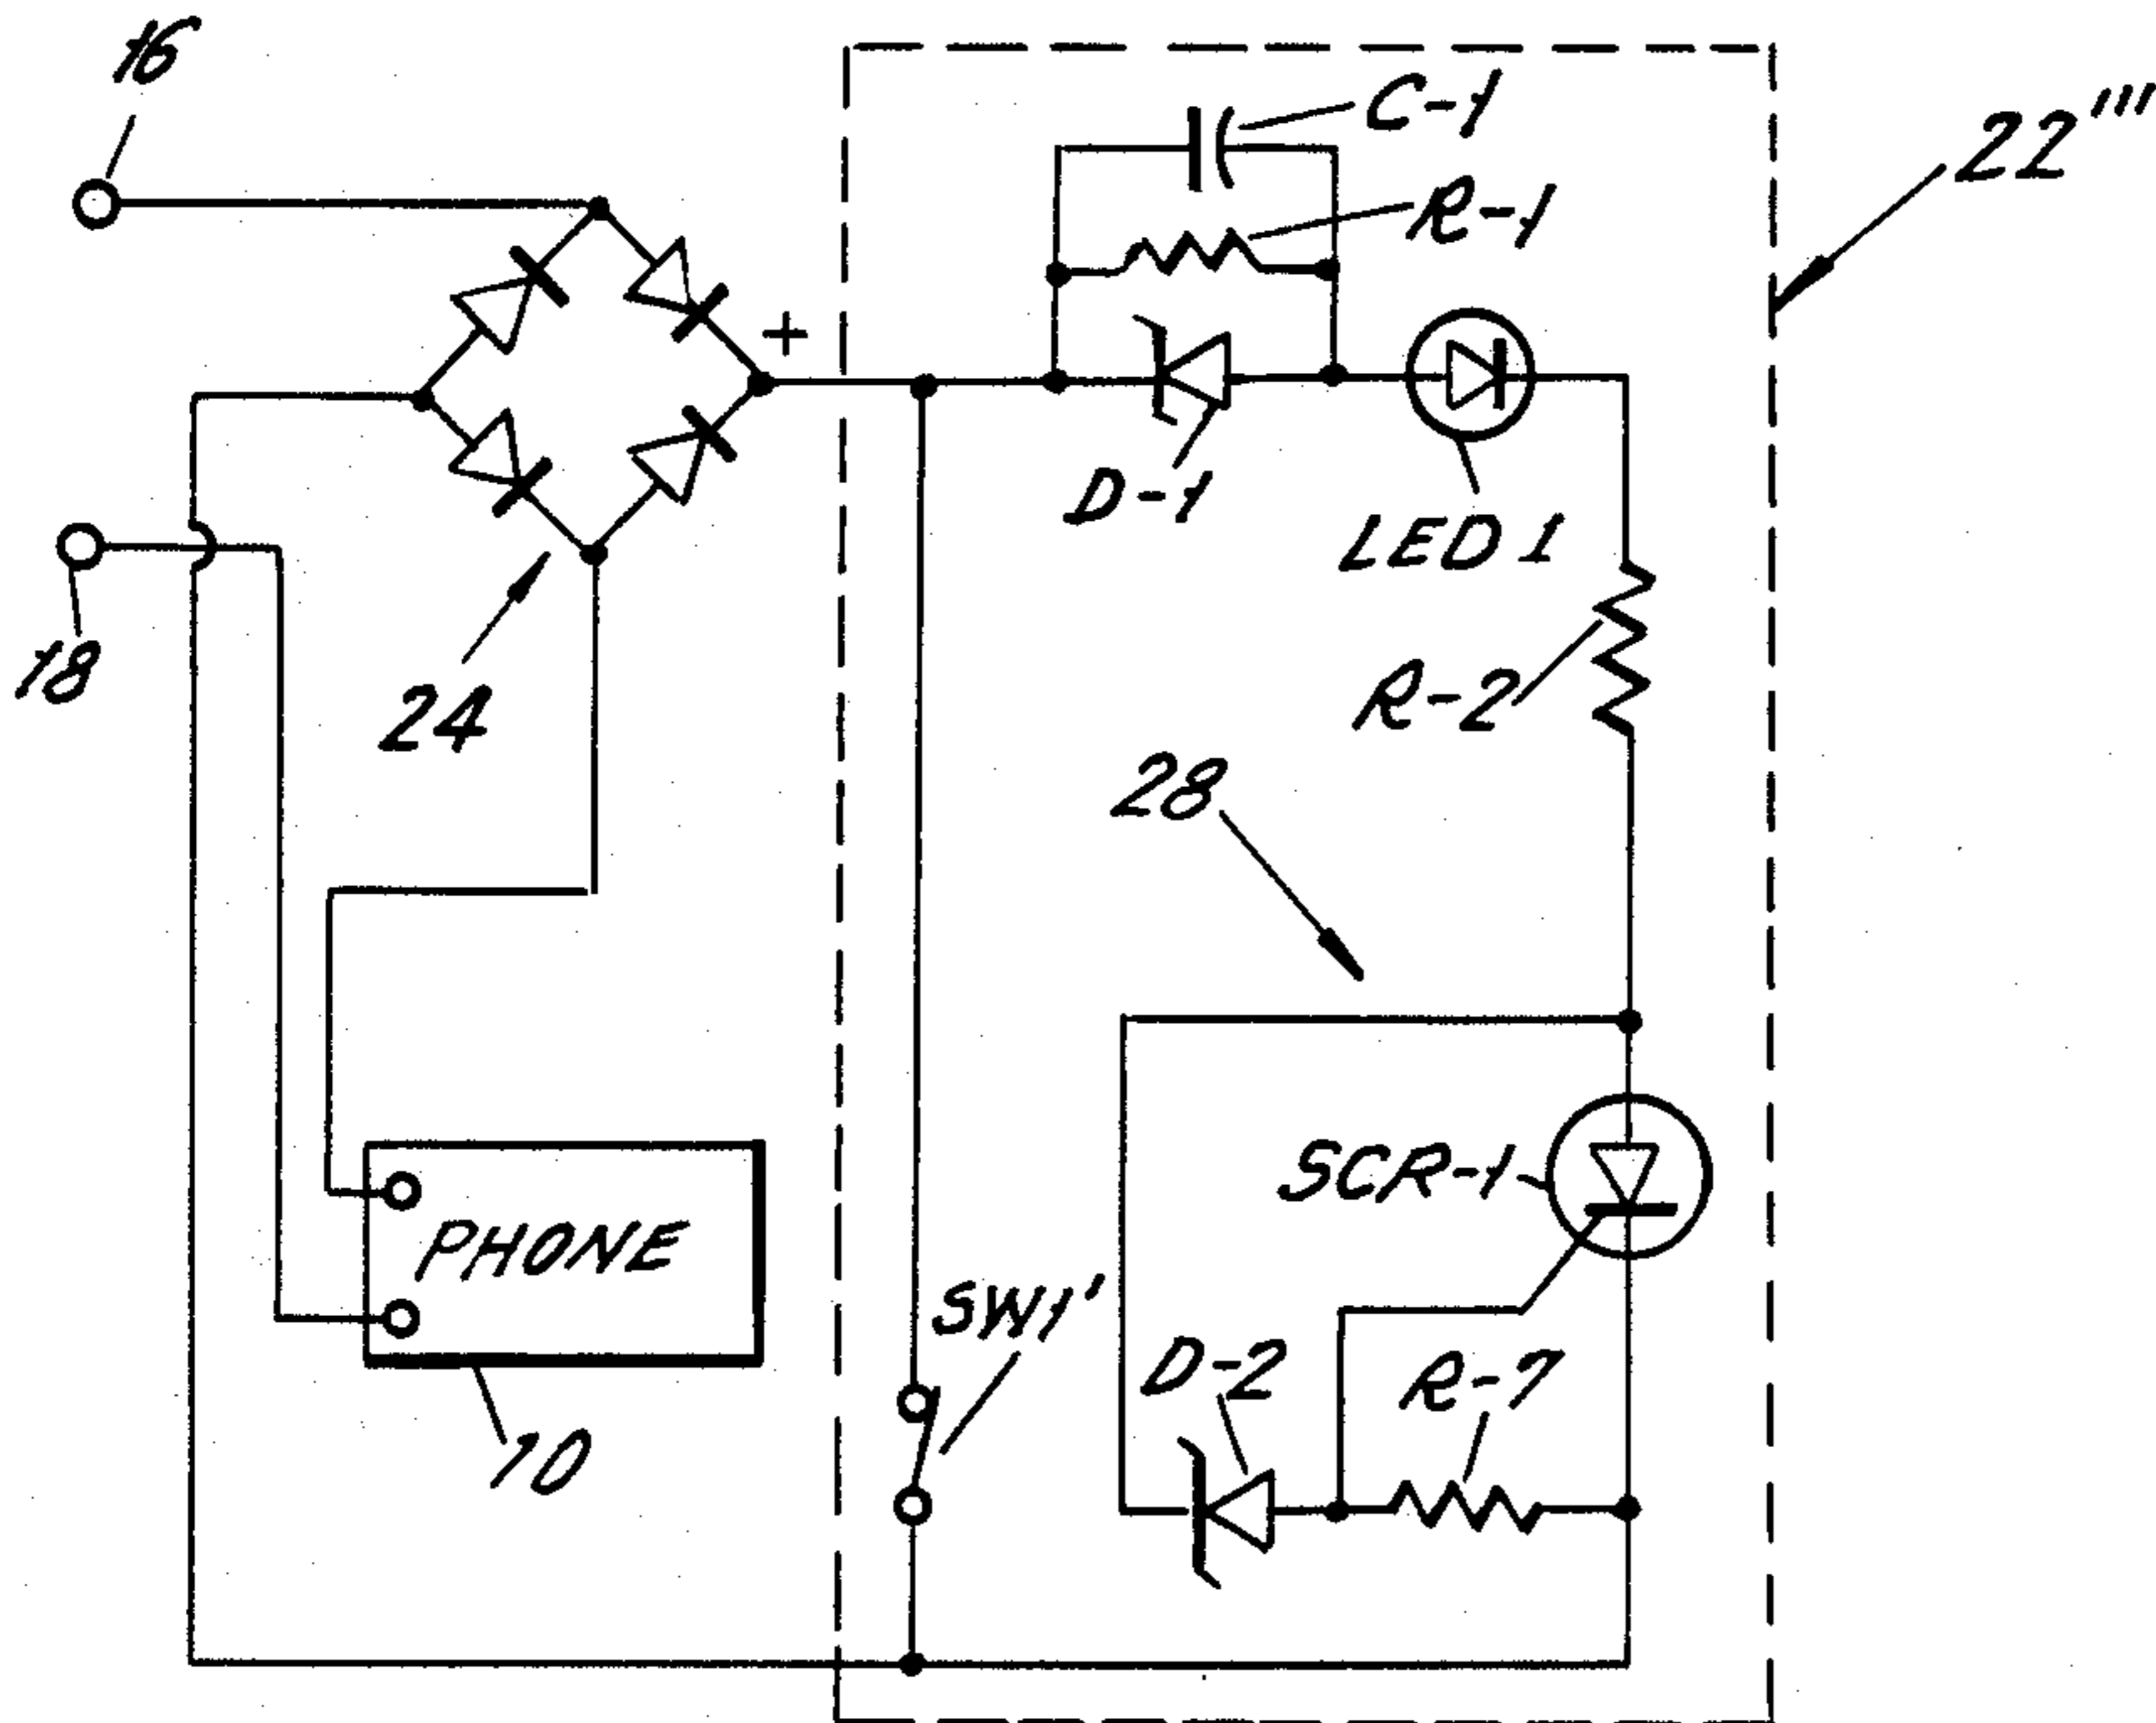 16
C-1
22'''
R-1
+
D-1
LED 1
18
24
R-2
28
SCR-1
PHONE
SW1'
D-2
R-7
10